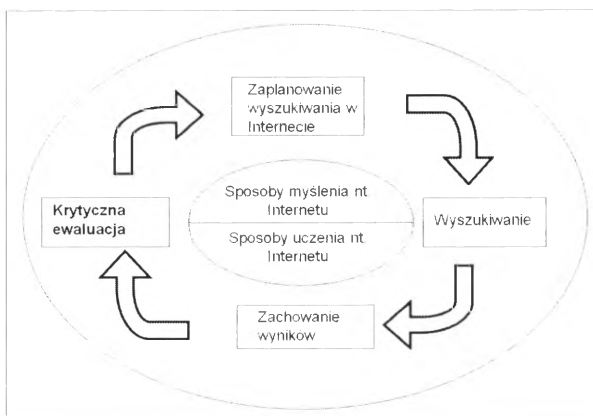 Zaplanowanie
wyszukiwania w
Internecie
Sposoby myślenia nt
Internetu
Sposoby uczenia nt
Internetu
Krytyczna
ewaluacja
Wyszukiwanie
Zachowanie
wyników